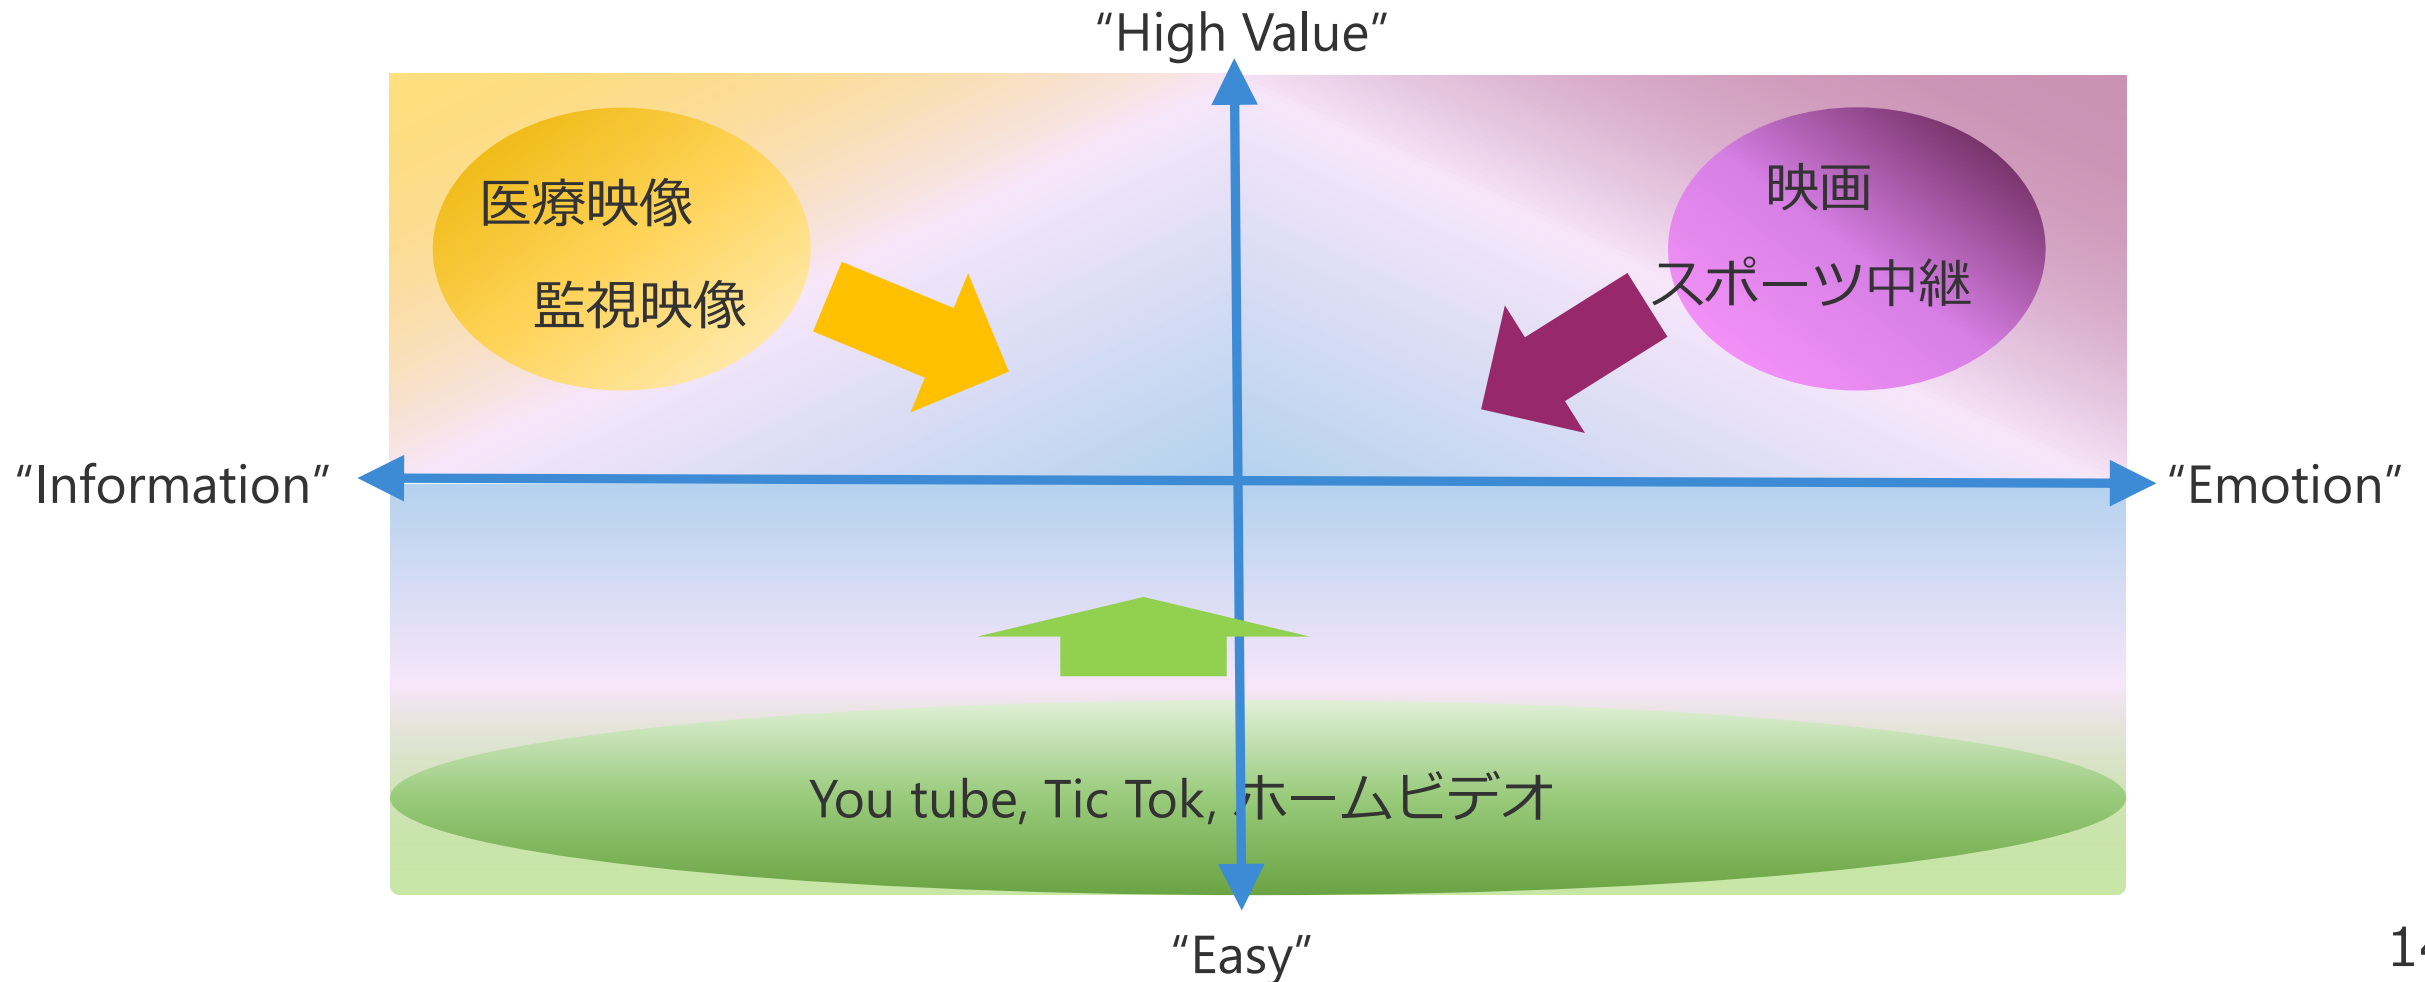 “High Value”
医療映像
監視映像
映画
スポーツ中継
“Information”
“Emotion”
You tube, Tic Tok, ホームビデオ
“Easy”
14